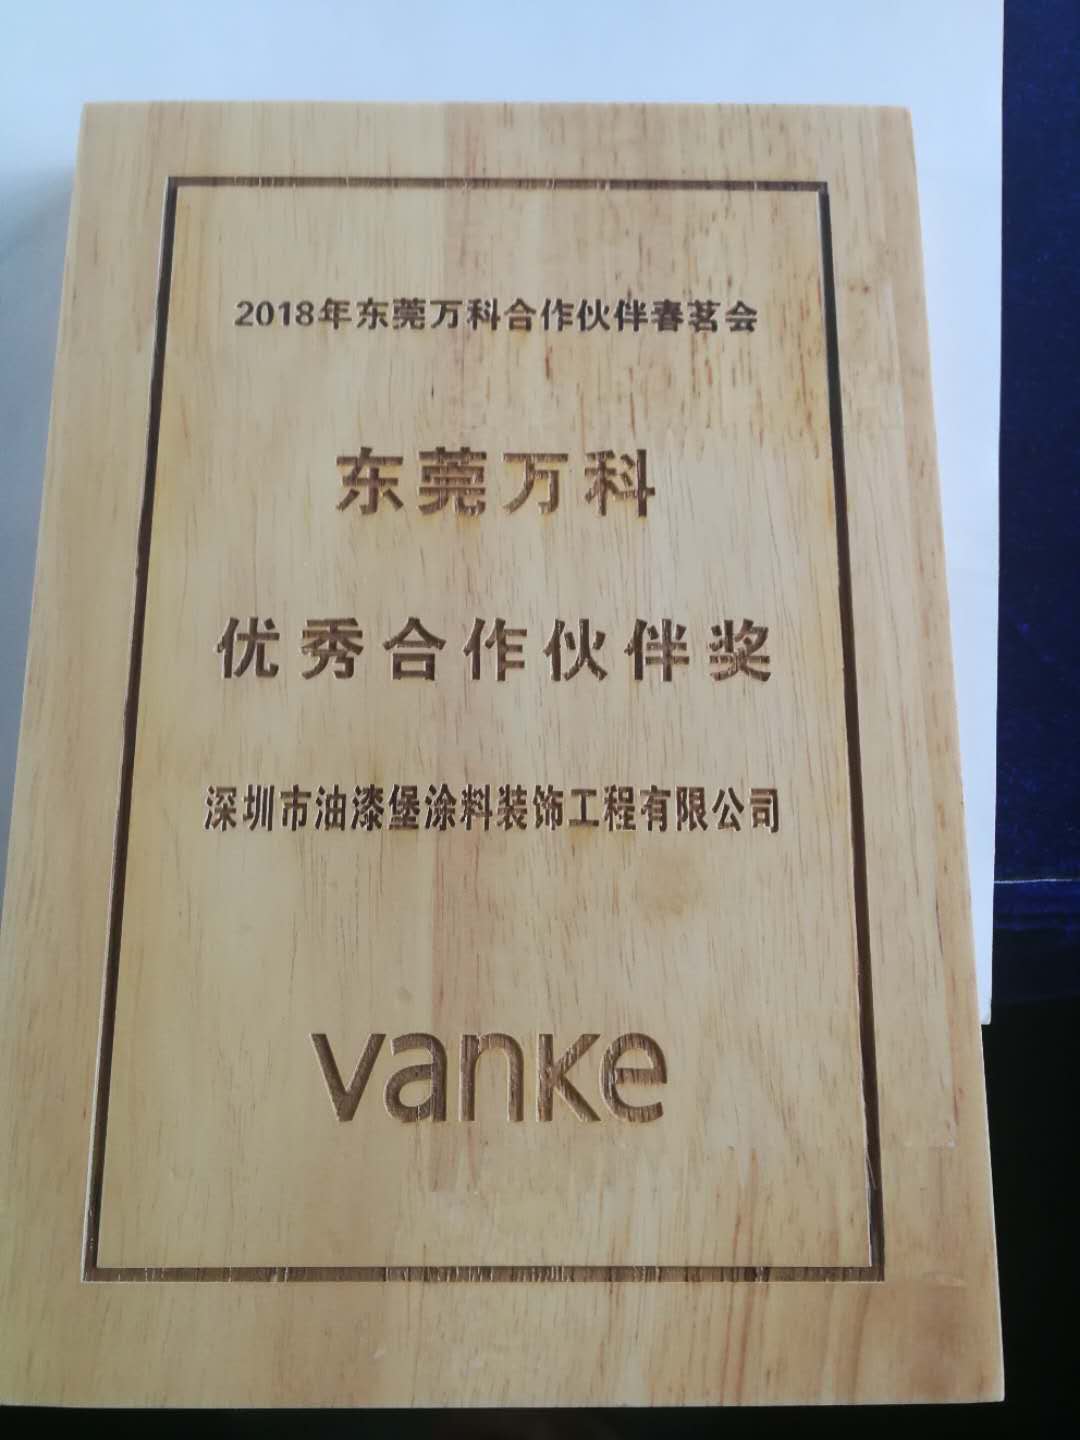 2018年东莞万科合作伙伴春茗会
东莞万科
优秀合作伙伴奖
深圳市油漆堡涂料装饰工程有限公司
vanke